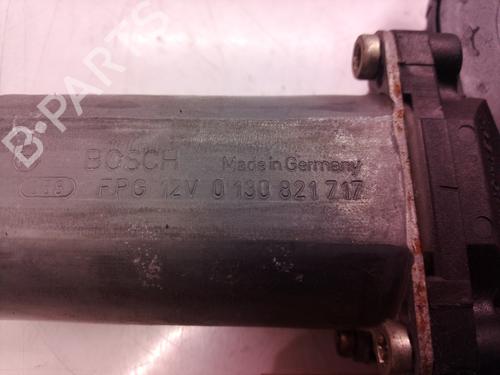 B-PARTS
BOSCH Made in Germany
FPG 12V 0 130 821 717